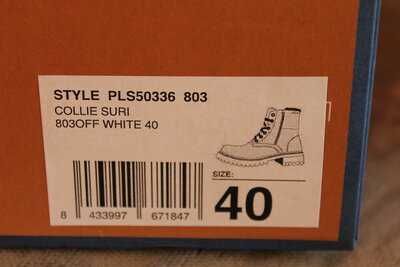 STYLE PLS50336 803
COLLIE SURI
803OFF WHITE 40
SIZE:
40
8 433997 671847